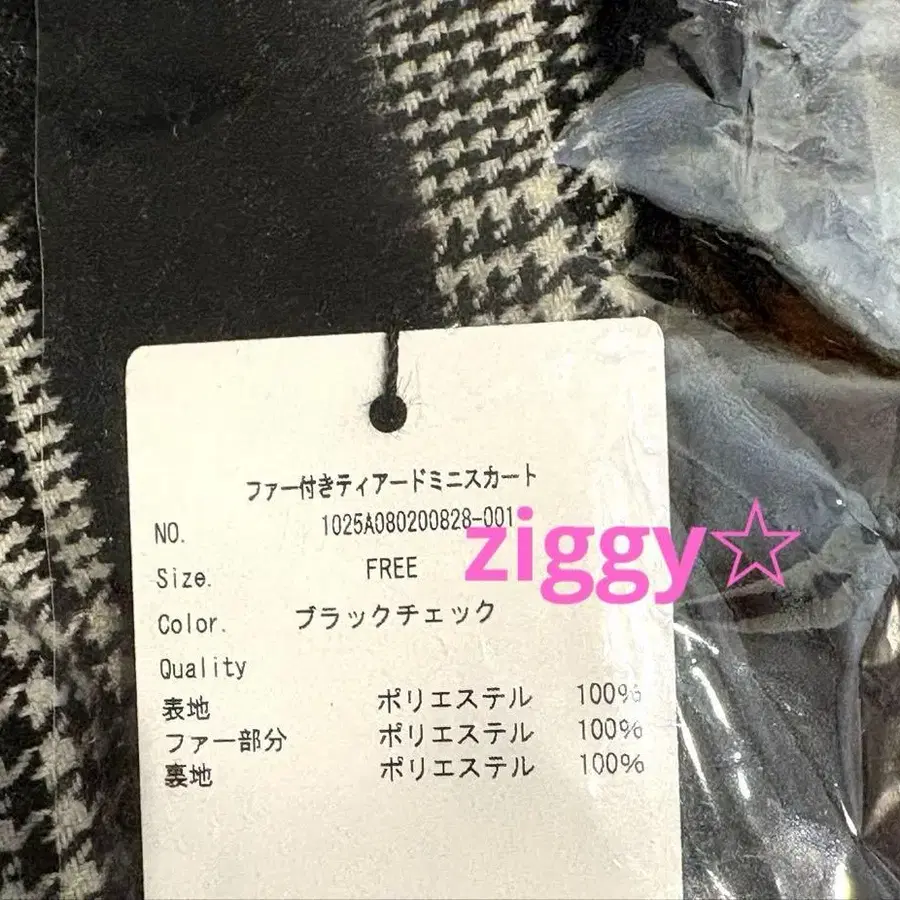 ファー付きティアードミニスカート
NO. 1025A080200828-001
ziggy☆
Size. FREE
Color. ブラックチェック
Quality
表地 ポリエステル 100%
ファー部分 ポリエステル 100%
裏地 ポリエステル 100%